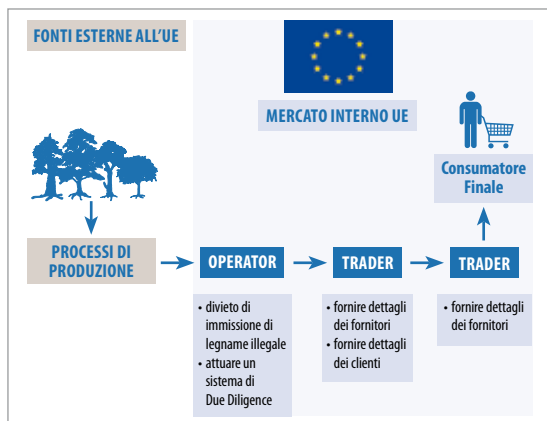 FONTI ESTERNE ALL'UE
MERCATO INTERNO UE
Consumatore
Finale
PROCESSI DI
PRODUZIONE
OPERATOR
TRADER
TRADER
• divieto di
immissione di
legname illegale
• attuare un
sistema di
Due Diligence
• fornire dettagli
dei fornitori
• fornire dettagli
dei clienti
• fornire dettagli
dei fornitori